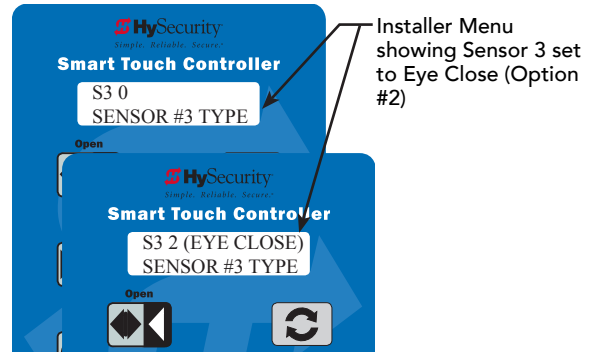 HySecurity
Simple. Reliable. Secure.
Smart Touch Controller
S3 0
SENSOR #3 TYPE
Open
HySecurity
Simple. Reliable. Secure.
Smart Touch Controller
S3 2 (EYE CLOSE)
SENSOR #3 TYPE
Open
Installer Menu
showing Sensor 3 set
to Eye Close (Option
#2)